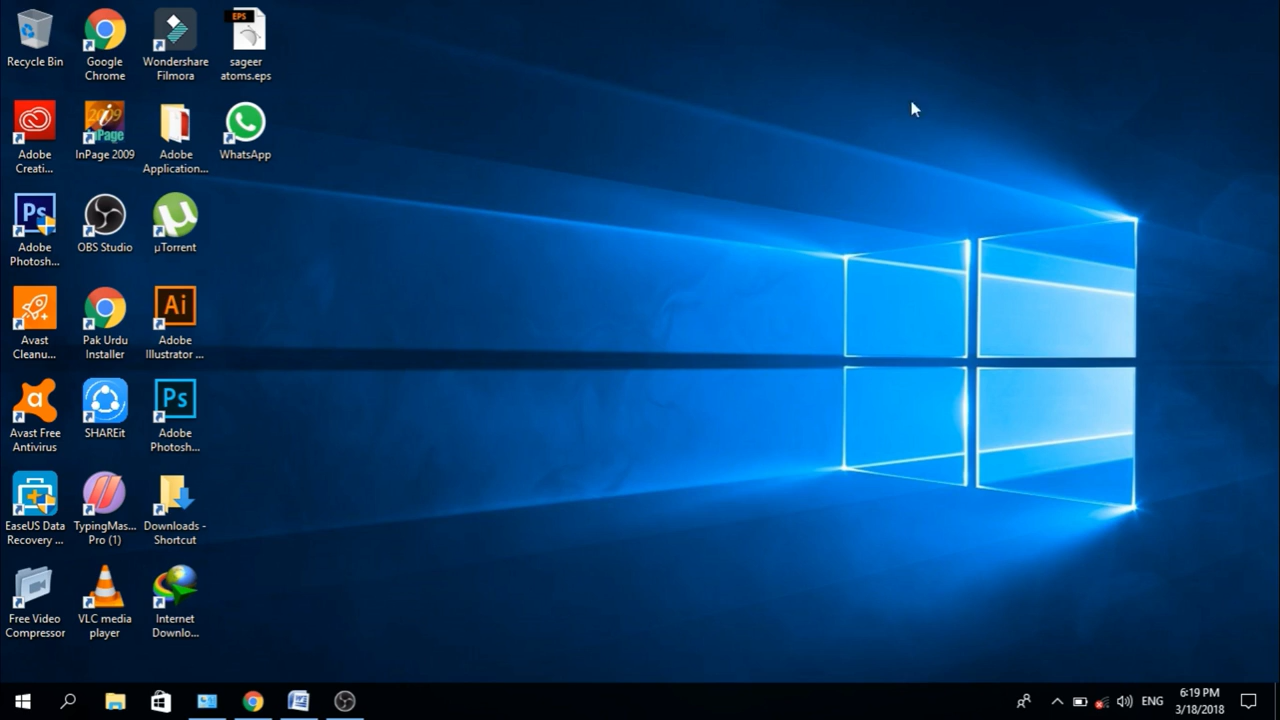 Recycle Bin
Google
Chrome
Wondershare
Filmora
EPS
sageer
atoms.eps
Adobe
Creati...
2009
InPage
InPage 2009
Adobe
Application...
WhatsApp
Ps
Adobe
Photosh...
OBS Studio
µ
µTorrent
Avast
Cleanu...
Pak Urdu
Installer
Ai
Adobe
Illustrator ...
a
Avast Free
Antivirus
SHAREit
Ps
Adobe
Photosh...
EaseUS Data
Recovery ...
TypingMas...
Pro (1)
Downloads -
Shortcut
Free Video
Compressor
VLC media
player
Internet
Downlo...
ENG
6:19 PM
3/18/2018